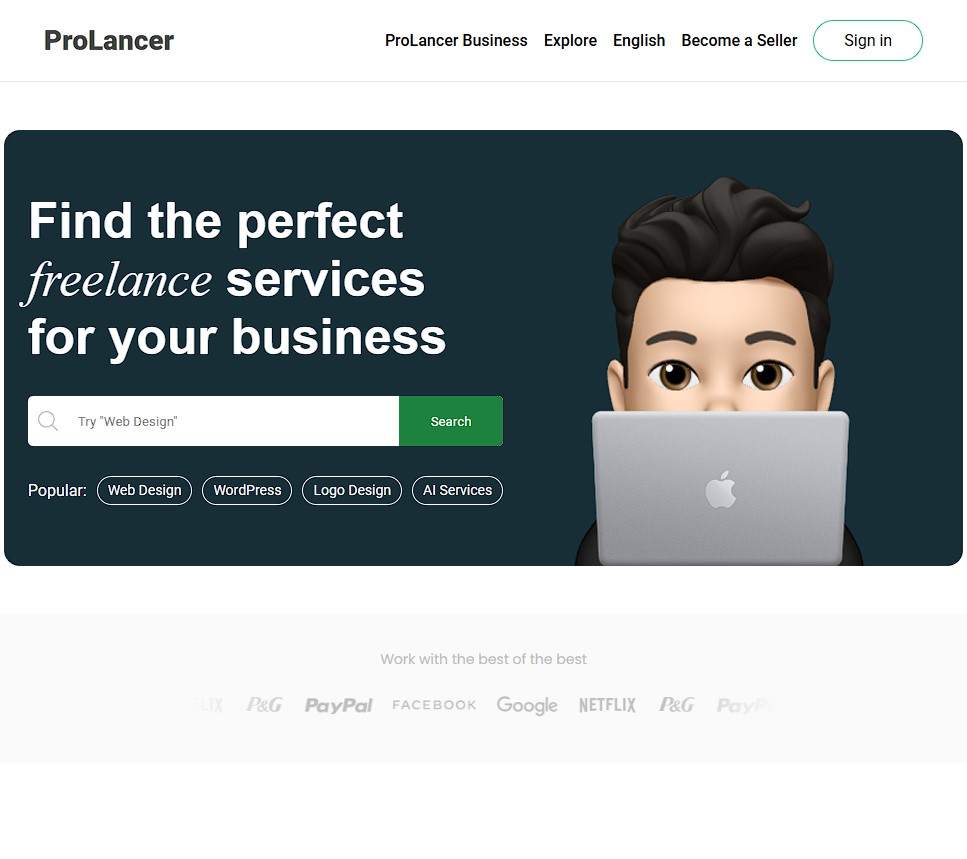 ProLancer
ProLancer Business Explore English Become a Seller Sign in
Find the perfect
freelance services
for your business
Try "Web Design" Search
Popular: Web Design WordPress Logo Design AI Services
Work with the best of the best
P&G PayPal FACEBOOK Google NETFLIX P&G